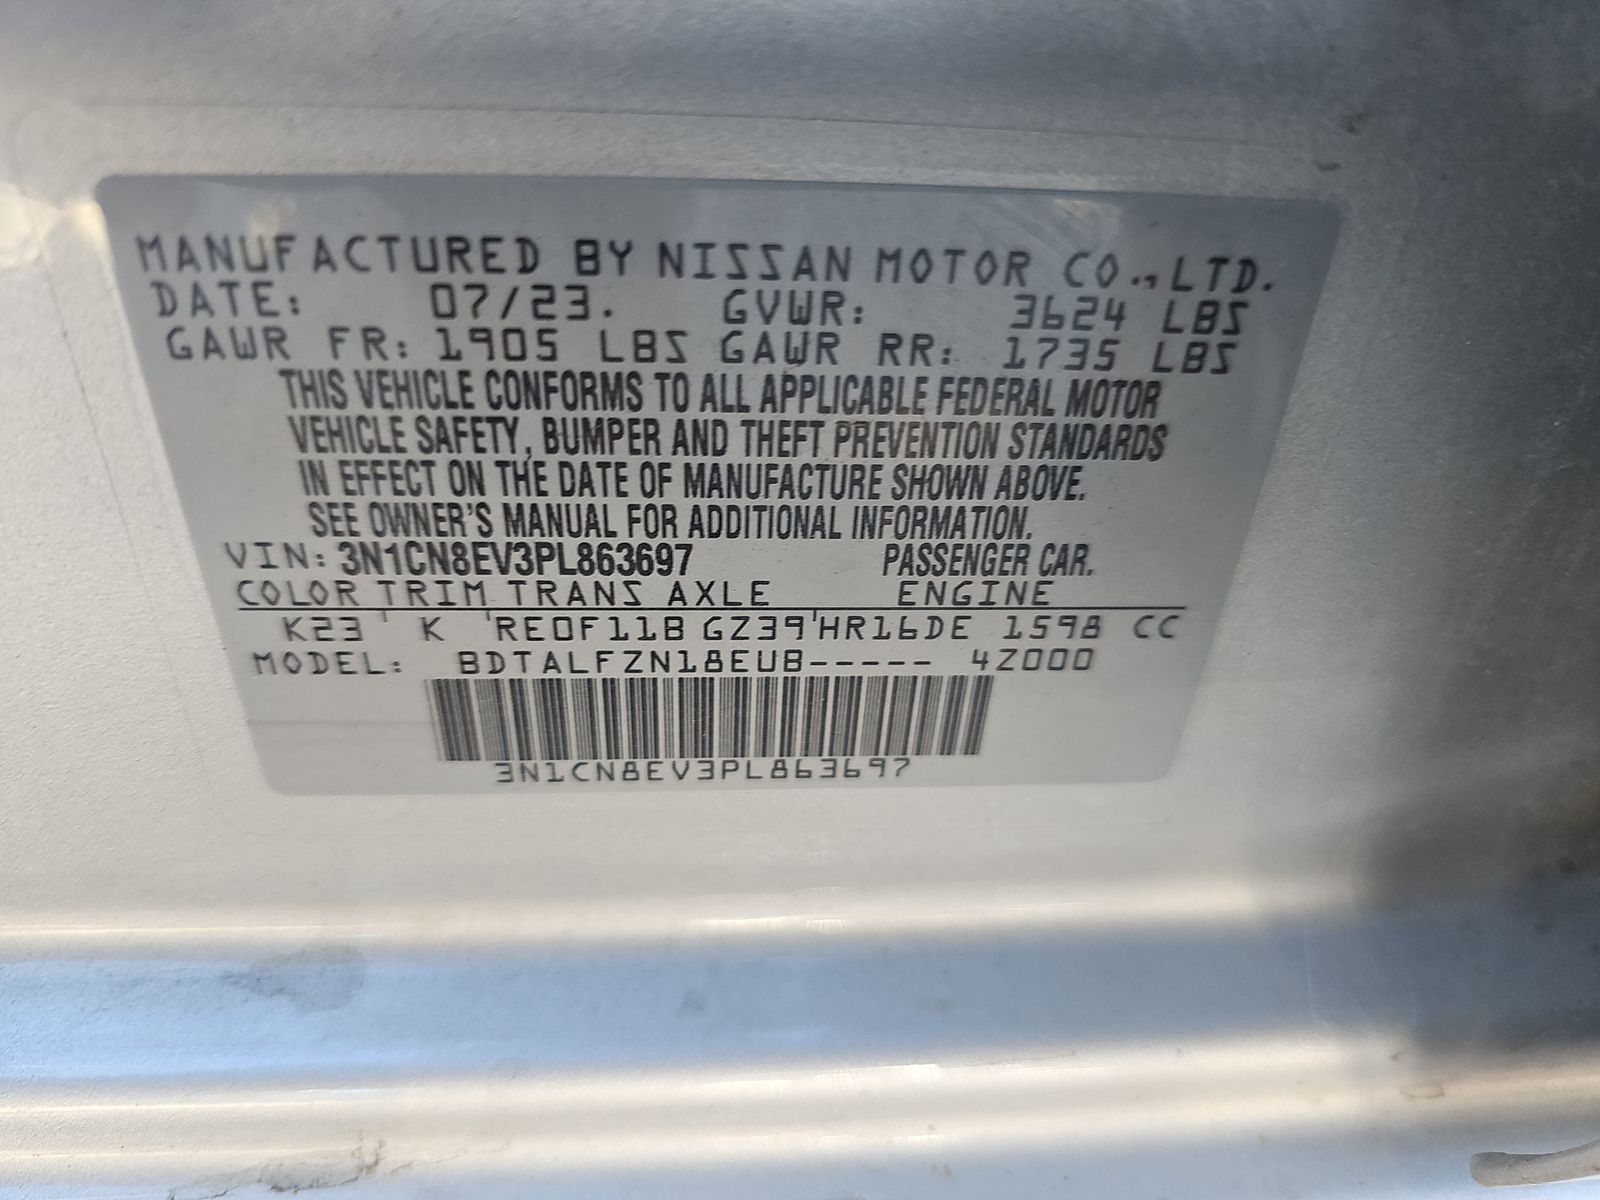 MANUFACTURED BY NISSAN MOTOR CO.,LTD.
DATE: 07/23. GVWR: 3624 LBS
GAWR FR: 1905 LBS GAWR RR: 1735 LBS
THIS VEHICLE CONFORMS TO ALL APPLICABLE FEDERAL MOTOR
VEHICLE SAFETY, BUMPER AND THEFT PREVENTION STANDARDS
IN EFFECT ON THE DATE OF MANUFACTURE SHOWN ABOVE.
SEE OWNER'S MANUAL FOR ADDITIONAL INFORMATION.
VIN: 3N1CN8EV3PL863697 PASSENGER CAR.
COLOR TRIM TRANS AXLE ENGINE
K23 K RE0F11B GZ39 HR16DE 1598 CC
MODEL: BDTALFZN18EUB----- 4Z000
3N1CN8EV3PL863697